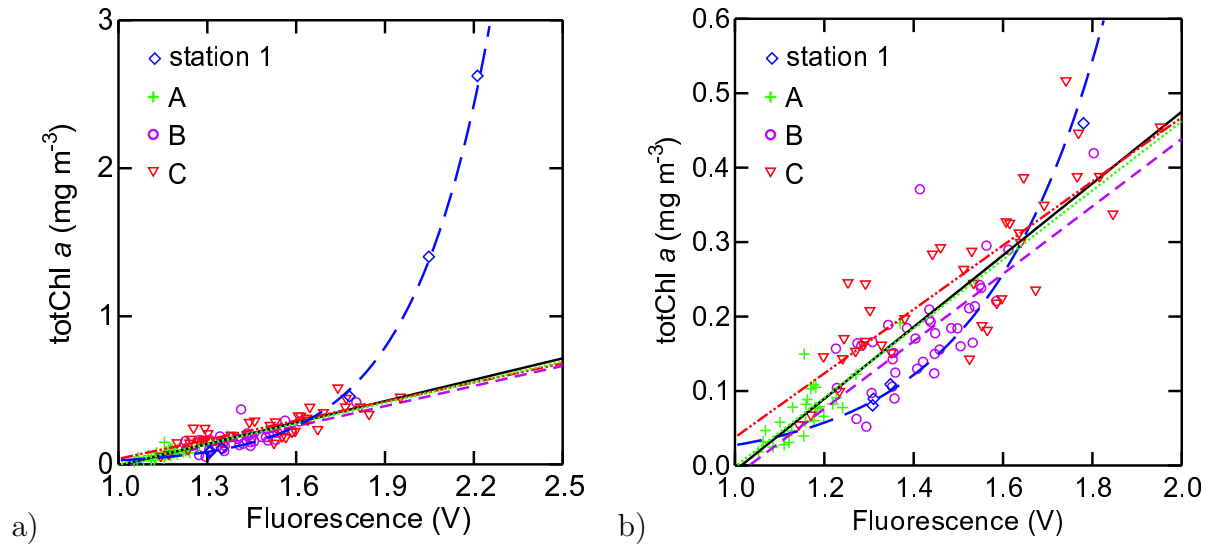 3
2
1
0
totChl a (mg m-3)
station 1
A
B
C
1.0
1.3
1.6
1.9
2.2
2.5
Fluorescence (V)
a)
0.6
0.5
0.4
0.3
0.2
0.1
0.0
totChl a (mg m-3)
station 1
A
B
C
1.0
1.2
1.4
1.6
1.8
2.0
Fluorescence (V)
b)